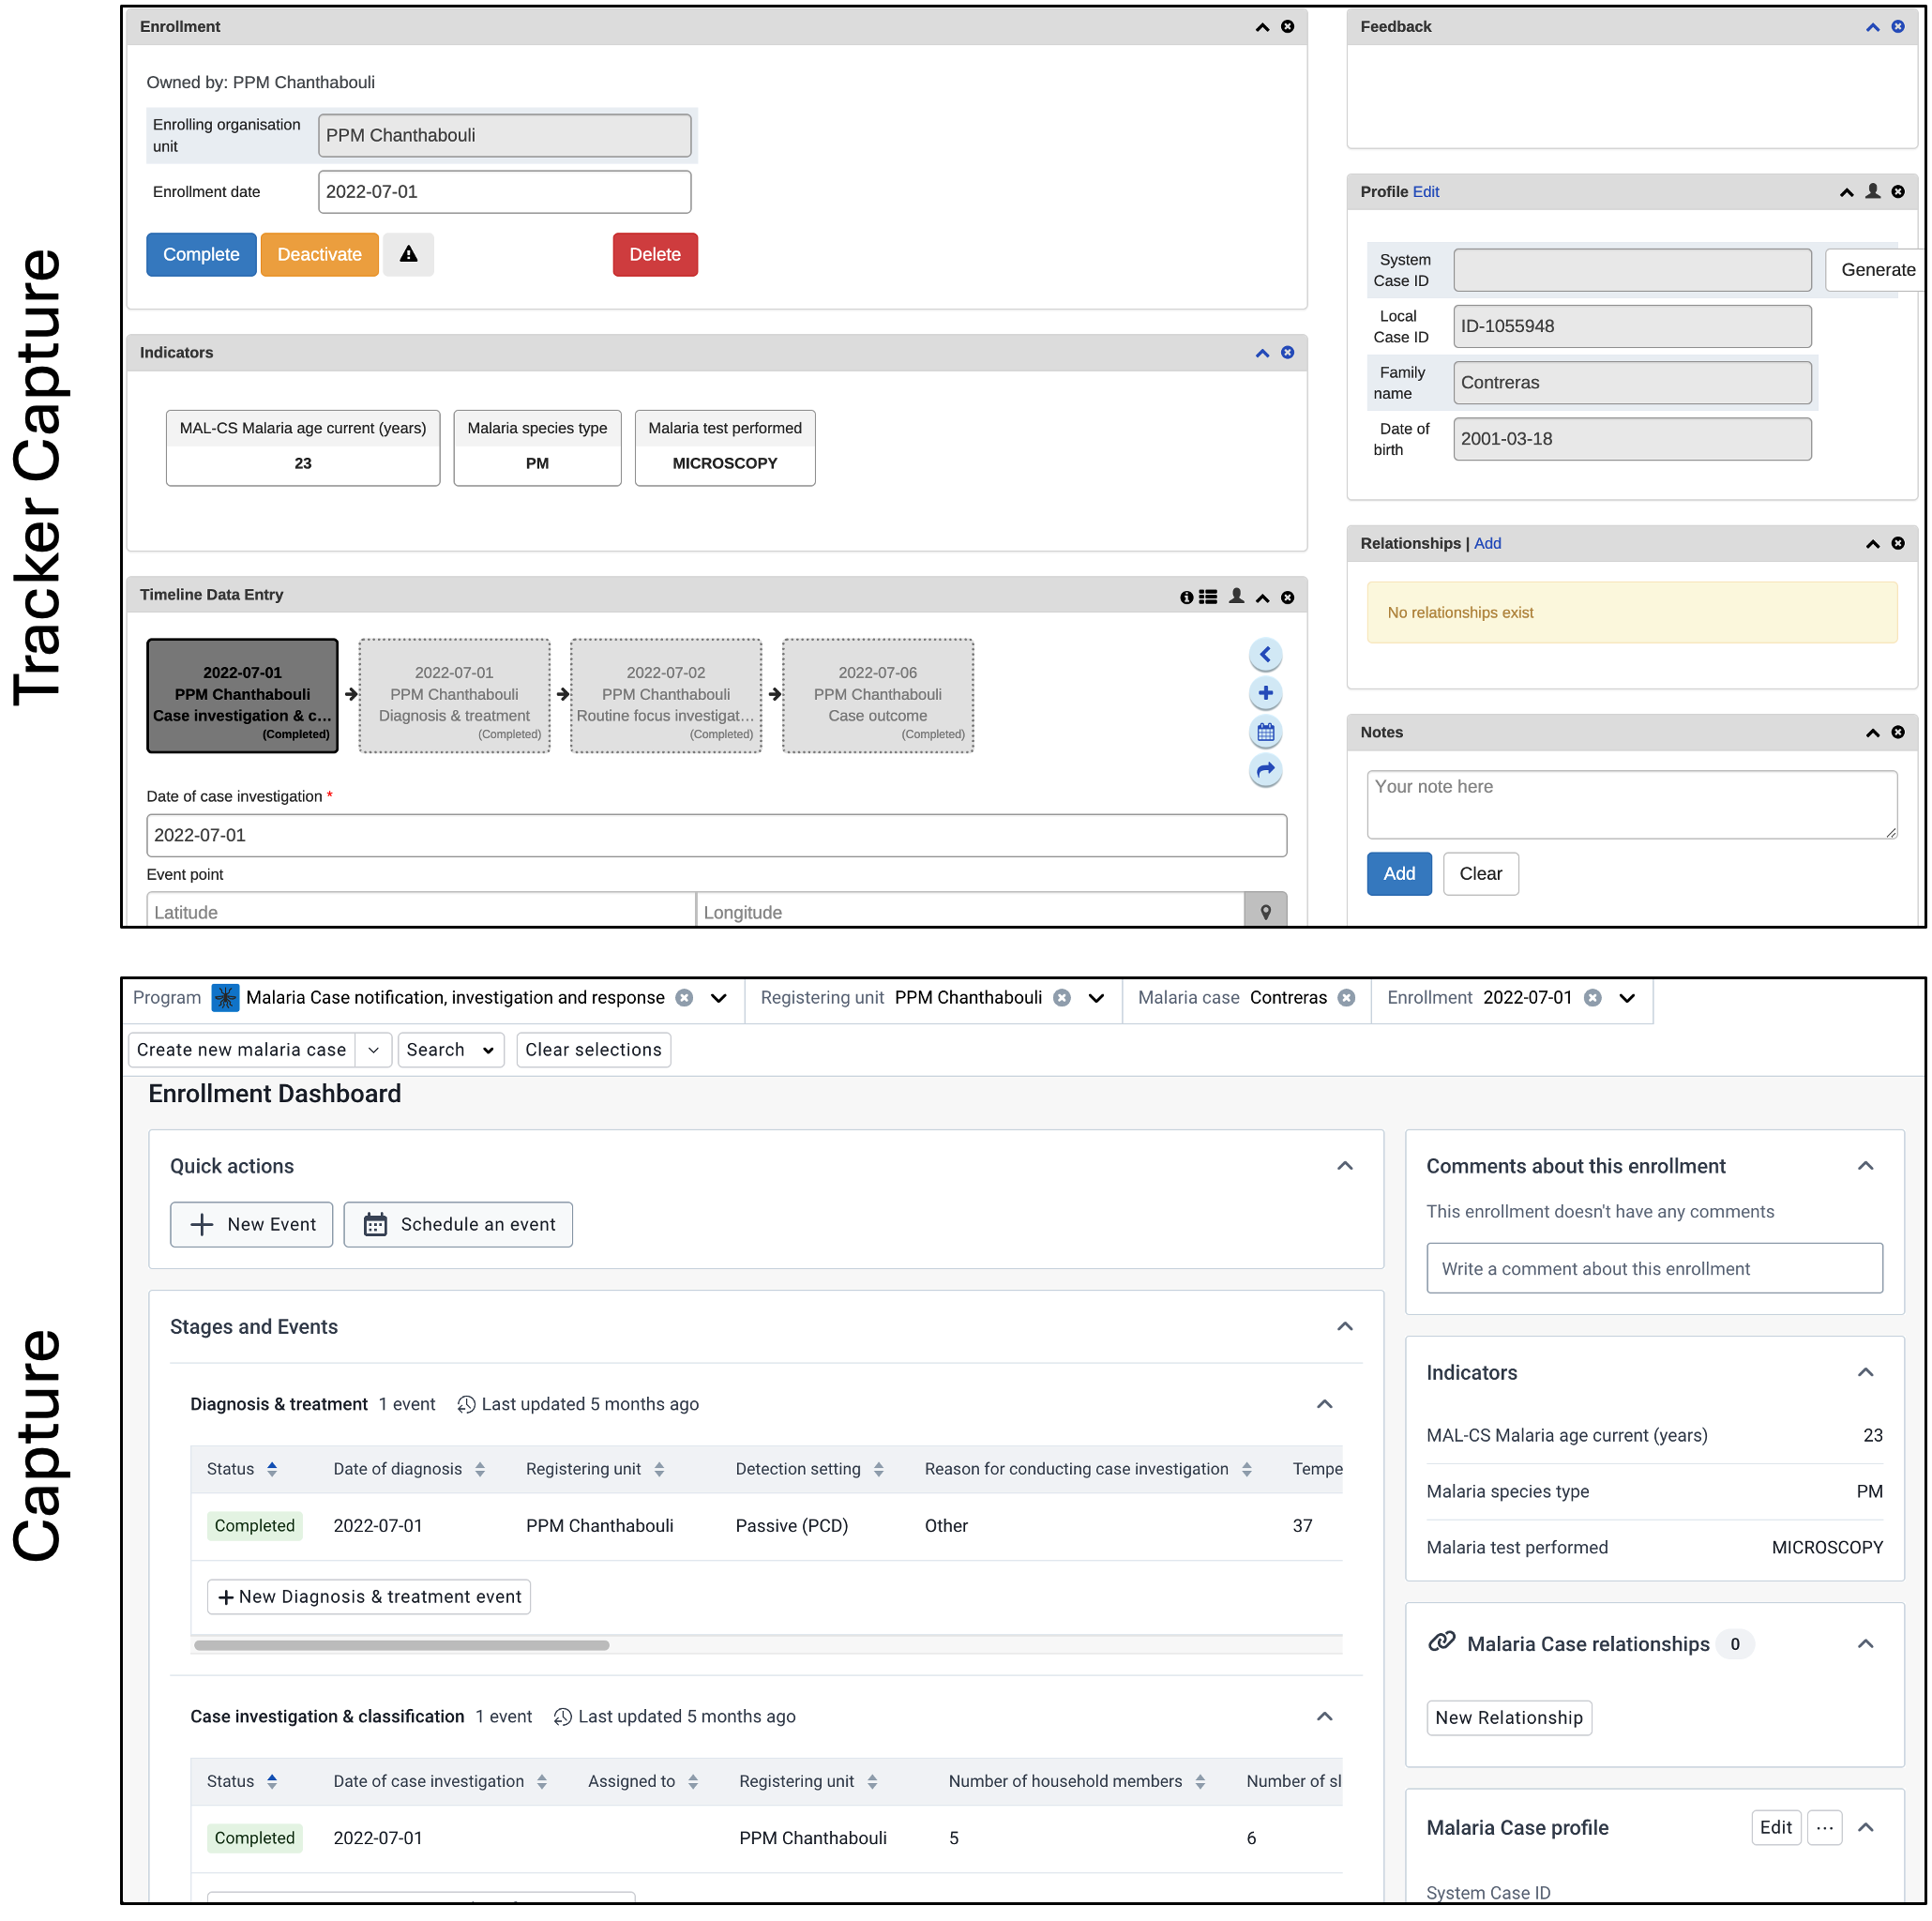 Tracker Capture
Enrollment
Owned by: PPM Chanthabouli
Enrolling organisation
unit
PPM Chanthabouli
Enrollment date
2022-07-01
Complete
Deactivate
Delete
Indicators
MAL-CS Malaria age current (years)
23
Malaria species type
PM
Malaria test performed
MICROSCOPY
Timeline Data Entry
2022-07-01
PPM Chanthabouli
Case investigation & c...
(Completed)
2022-07-01
PPM Chanthabouli
Diagnosis & treatment
(Completed)
2022-07-02
PPM Chanthabouli
Routine focus investigat...
(Completed)
2022-07-06
PPM Chanthabouli
Case outcome
(Completed)
Date of case investigation *
2022-07-01
Event point
Latitude
Longitude
Feedback
Profile Edit
System
Case ID
Generate
Local
Case ID
ID-1055948
Family
name
Contreras
Date of
birth
2001-03-18
Relationships | Add
No relationships exist
Notes
Your note here
Add
Clear
Capture
Program Malaria Case notification, investigation and response
Registering unit PPM Chanthabouli
Malaria case Contreras
Enrollment 2022-07-01
Create new malaria case
Search
Clear selections
Enrollment Dashboard
Quick actions
New Event
Schedule an event
Stages and Events
Diagnosis & treatment 1 event Last updated 5 months ago
Status Date of diagnosis Registering unit Detection setting Reason for conducting case investigation Tempe
Completed 2022-07-01 PPM Chanthabouli Passive (PCD) Other 37
+ New Diagnosis & treatment event
Case investigation & classification 1 event Last updated 5 months ago
Status Date of case investigation Assigned to Registering unit Number of household members Number of sl
Completed 2022-07-01 PPM Chanthabouli 5 6
Comments about this enrollment
This enrollment doesn't have any comments
Write a comment about this enrollment
Indicators
MAL-CS Malaria age current (years) 23
Malaria species type PM
Malaria test performed MICROSCOPY
Malaria Case relationships 0
New Relationship
Malaria Case profile Edit ...
System Case ID